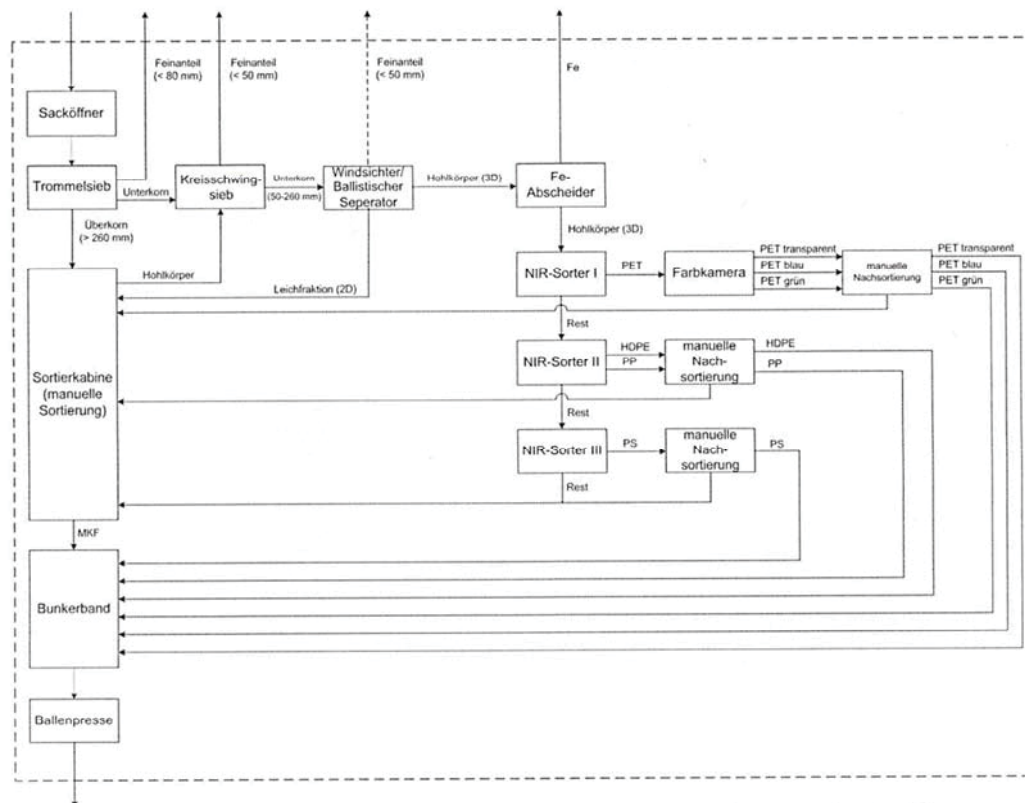 Feinanteil
(< 80 mm)
Feinanteil
(< 50 mm)
Feinanteil
(< 50 mm)
Fe
Sacköffner
Trommelsieb
Unterkorn
Kreisschwing-
sieb
Unterkorn
(50-260 mm)
Windsichter/
Ballistischer
Seperator
Hohlkörper (3D)
Fe-
Abscheider
Überkorn
(> 260 mm)
Hohlkörper
Leichfraktion (2D)
Hohlkörper (3D)
NIR-Sorter I
PET
Farbkamera
PET transparent
PET blau
PET grün
manuelle
Nachsortierung
PET transparent
PET blau
PET grün
Rest
Sortierkabine
(manuelle
Sortierung)
NIR-Sorter II
HDPE
PP
manuelle
Nach-
sortierung
HDPE
PP
Rest
NIR-Sorter III
PS
manuelle
Nach-
sortierung
PS
Rest
MKF
Bunkerband
Ballenpresse